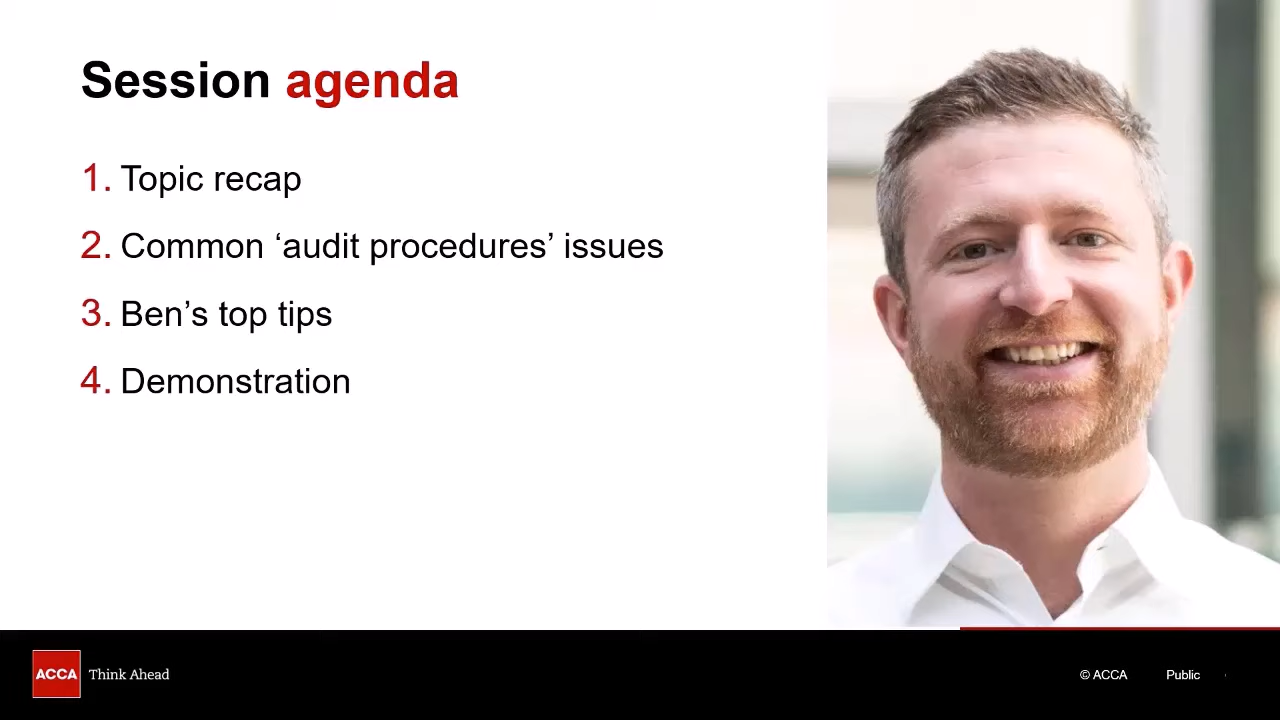 Session agenda
1. Topic recap
2. Common ‘audit procedures’ issues
3. Ben’s top tips
4. Demonstration
ACCA Think Ahead
© ACCA Public